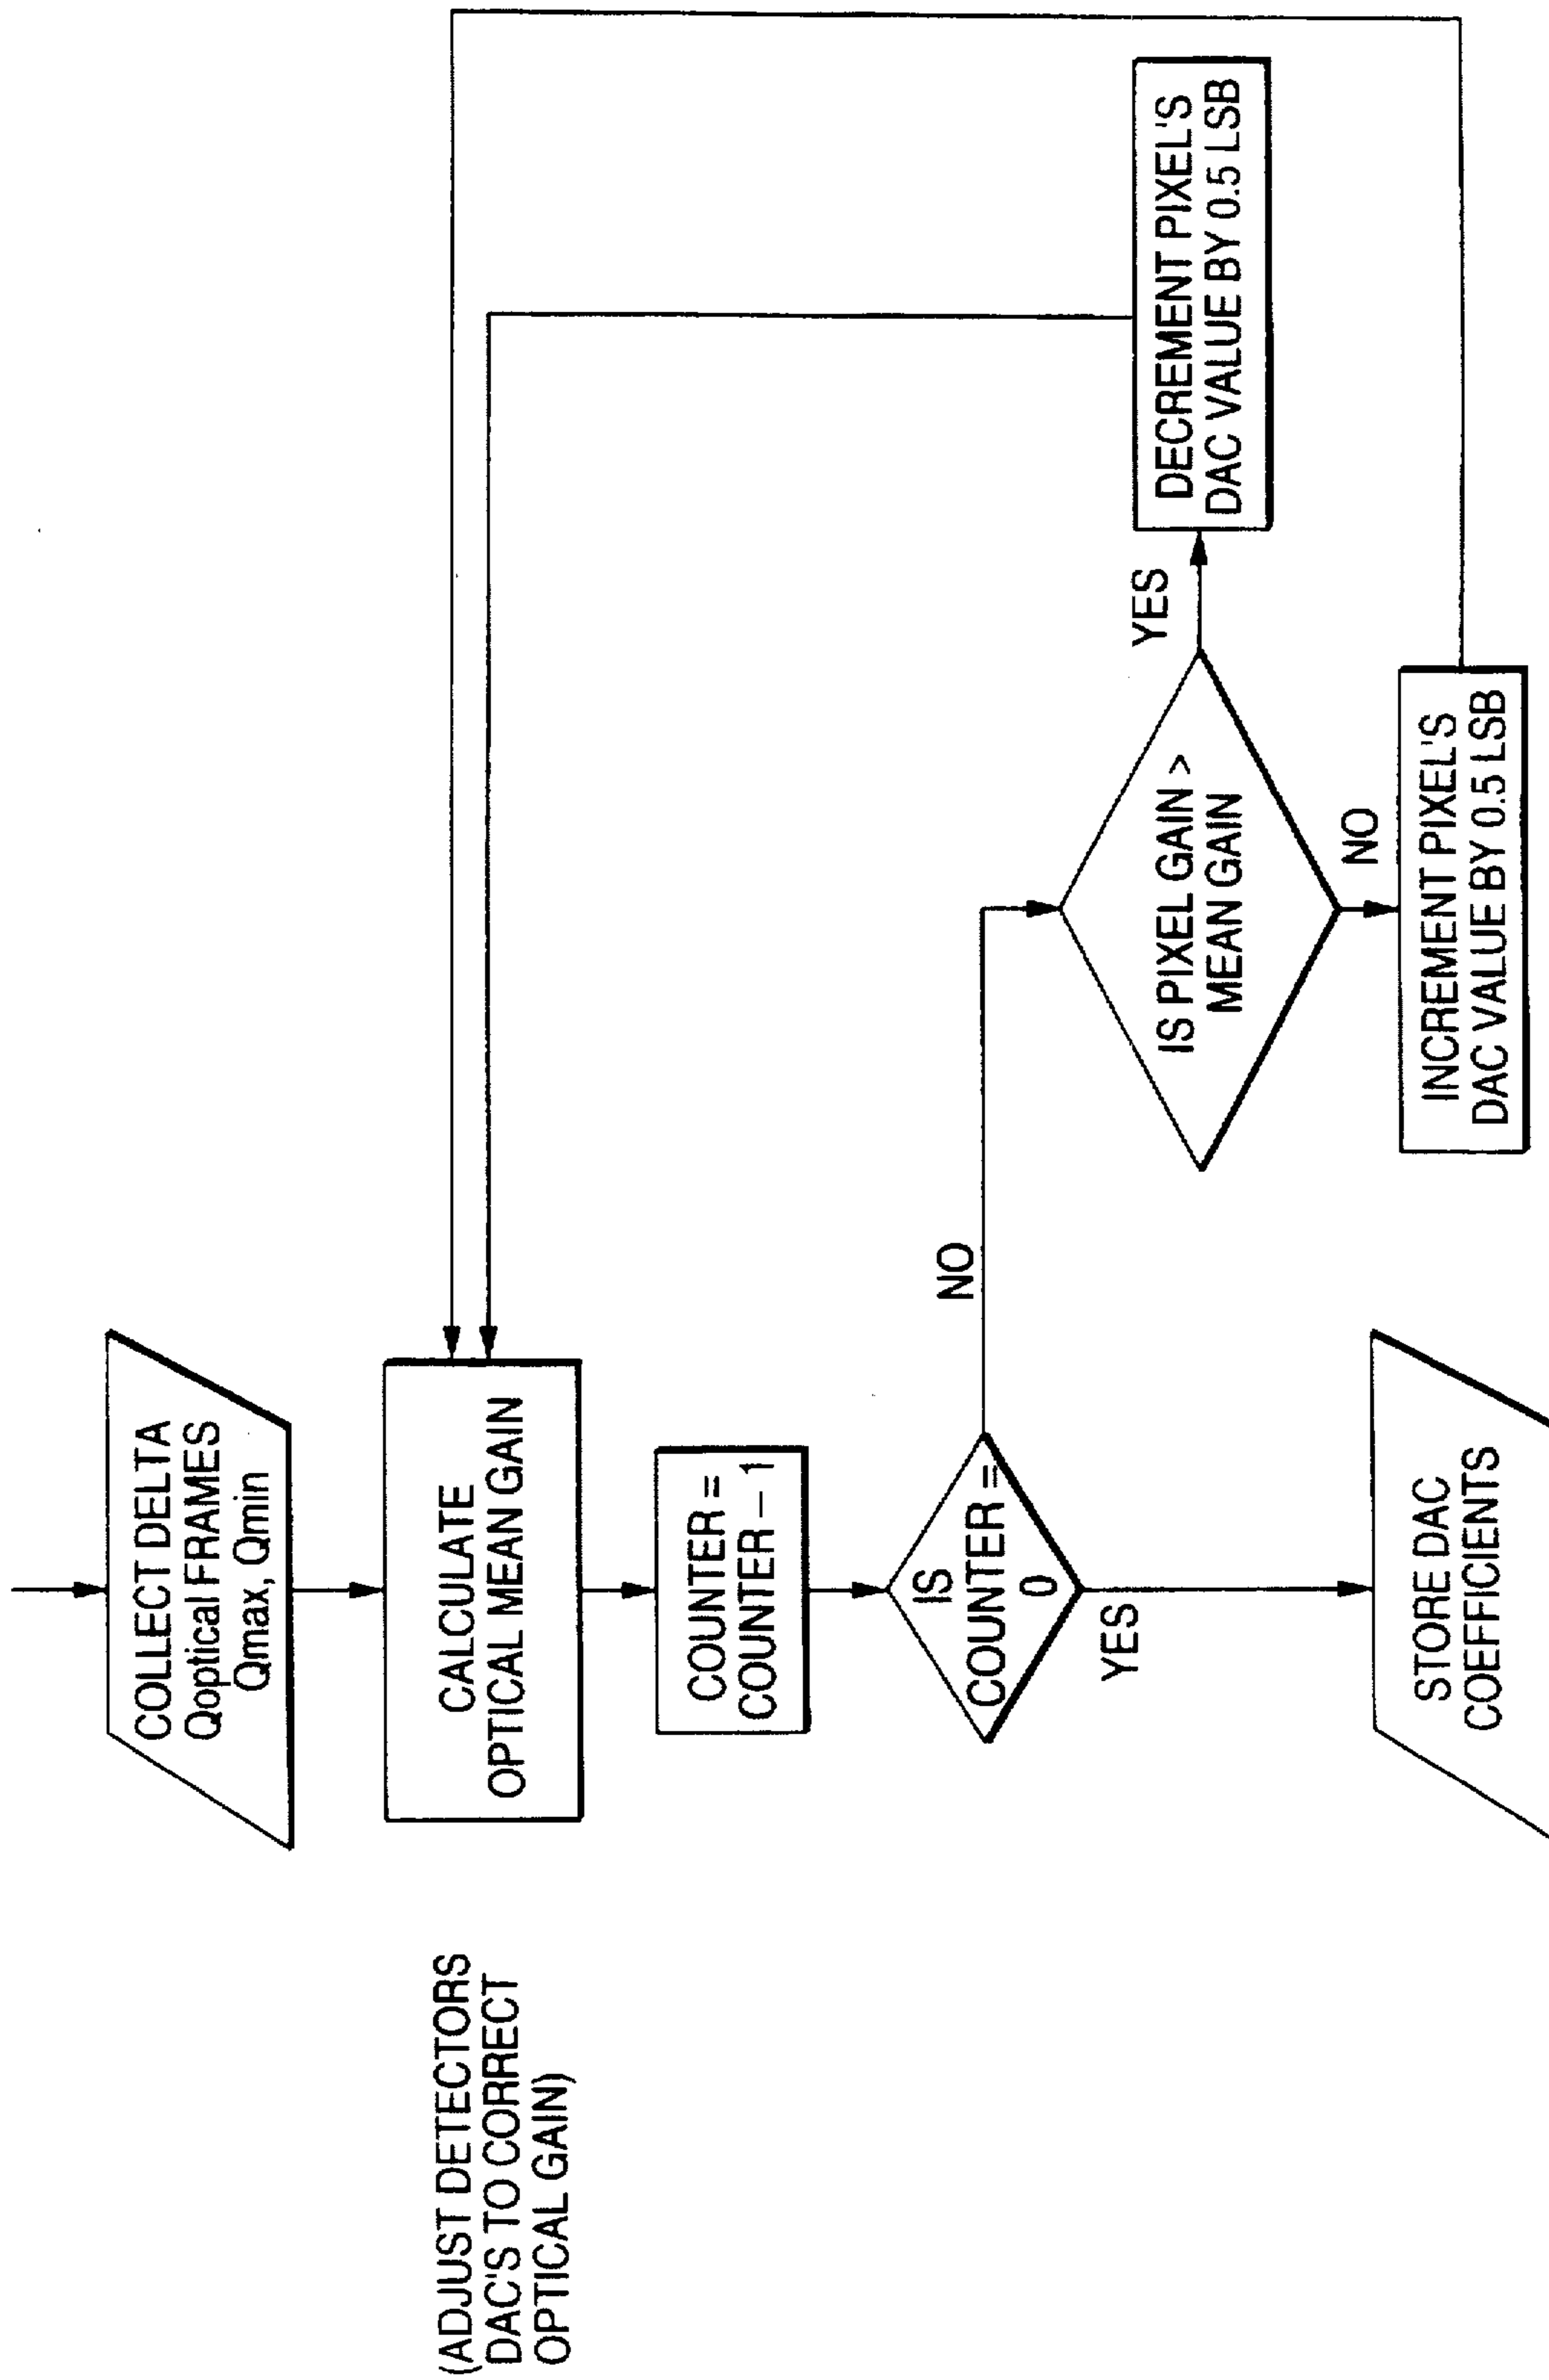 COLLECT DELTA
Qoptical FRAMES
Qmax, Qmin
(ADJUST DETECTORS
DAC'S TO CORRECT
OPTICAL GAIN)
CALCULATE
OPTICAL MEAN GAIN
COUNTER =
COUNTER – 1
IS
COUNTER =
0
NO
YES
IS PIXEL GAIN >
MEAN GAIN
YES
DECREMENT PIXEL'S
DAC VALUE BY 0.5 LSB
NO
INCREMENT PIXEL'S
DAC VALUE BY 0.5 LSB
STORE DAC
COEFFICIENTS